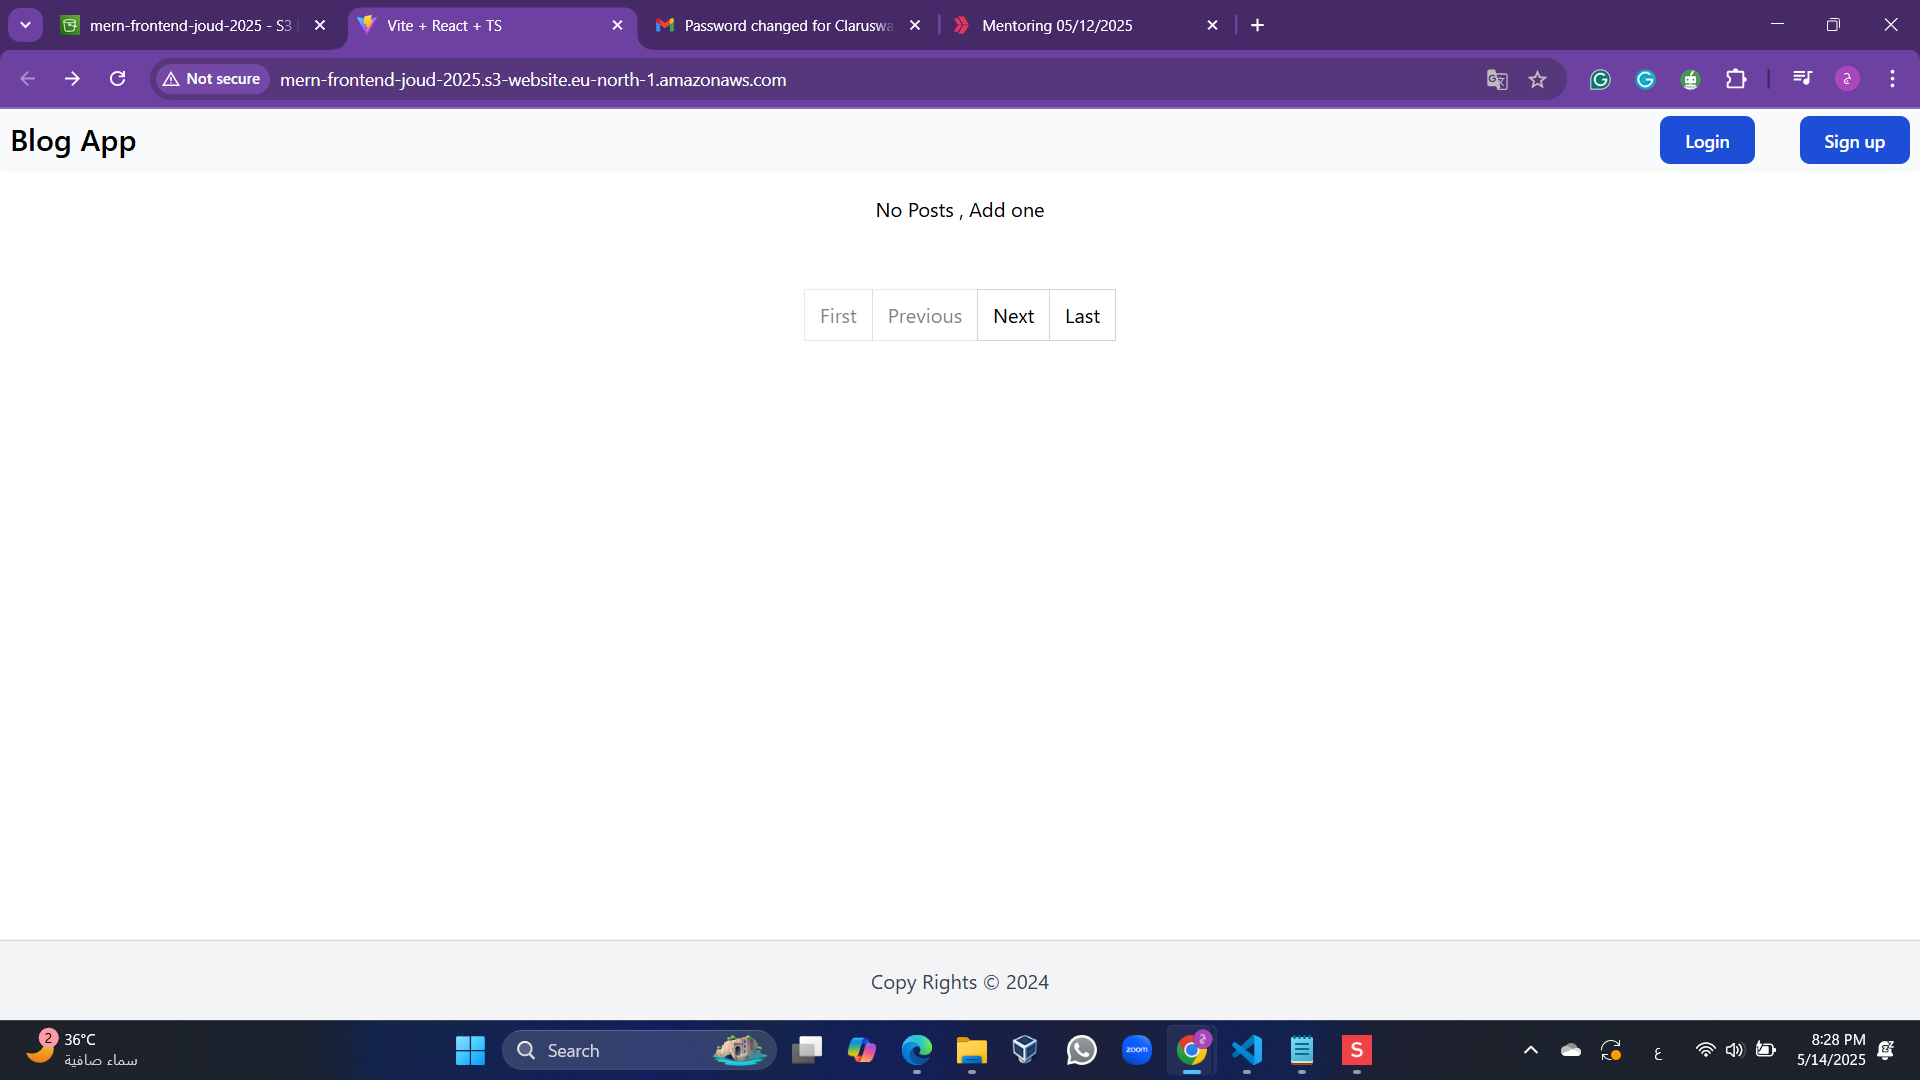 mern-frontend-joud-2025 - S3
Vite + React + TS
Password changed for Claruswa
Mentoring 05/12/2025
Not secure
mern-frontend-joud-2025.s3-website.eu-north-1.amazonaws.com
Blog App
Login
Sign up
No Posts , Add one
First
Previous
Next
Last
Copy Rights © 2024
2
36°C
سماء صافية
Search
zoom
S
ع
8:28 PM
5/14/2025